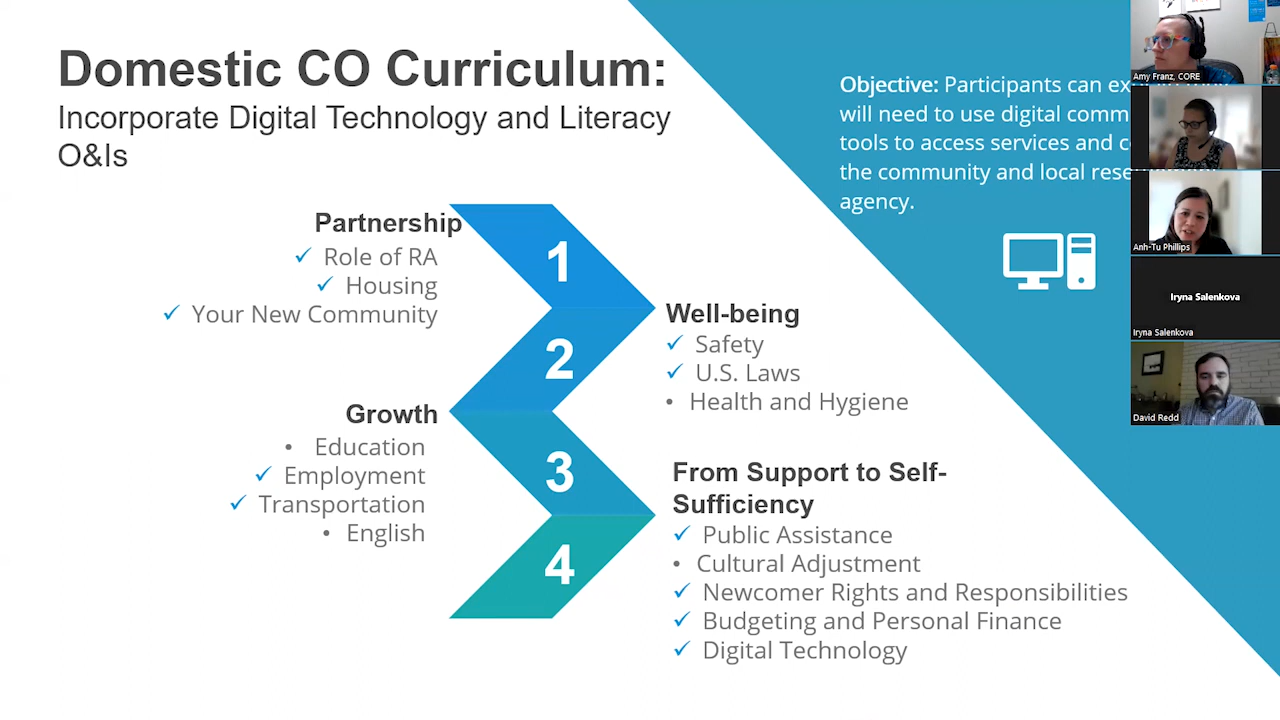 Domestic CO Curriculum:
Incorporate Digital Technology and Literacy
O&Is
Partnership
✓ Role of RA
✓ Housing
✓ Your New Community
1
2
3
4
Well-being
✓ Safety
✓ U.S. Laws
• Health and Hygiene
Growth
• Education
✓ Employment
✓ Transportation
• English
From Support to Self-
Sufficiency
✓ Public Assistance
• Cultural Adjustment
✓ Newcomer Rights and Responsibilities
✓ Budgeting and Personal Finance
✓ Digital Technology
Objective: Participants can
will need to use digital
tools to access services and
the community and local
agency.
Amy Franz, CORE
Anh-Tu Phillips
Iryna Salenkova
Iryna Salenkova
David Redd